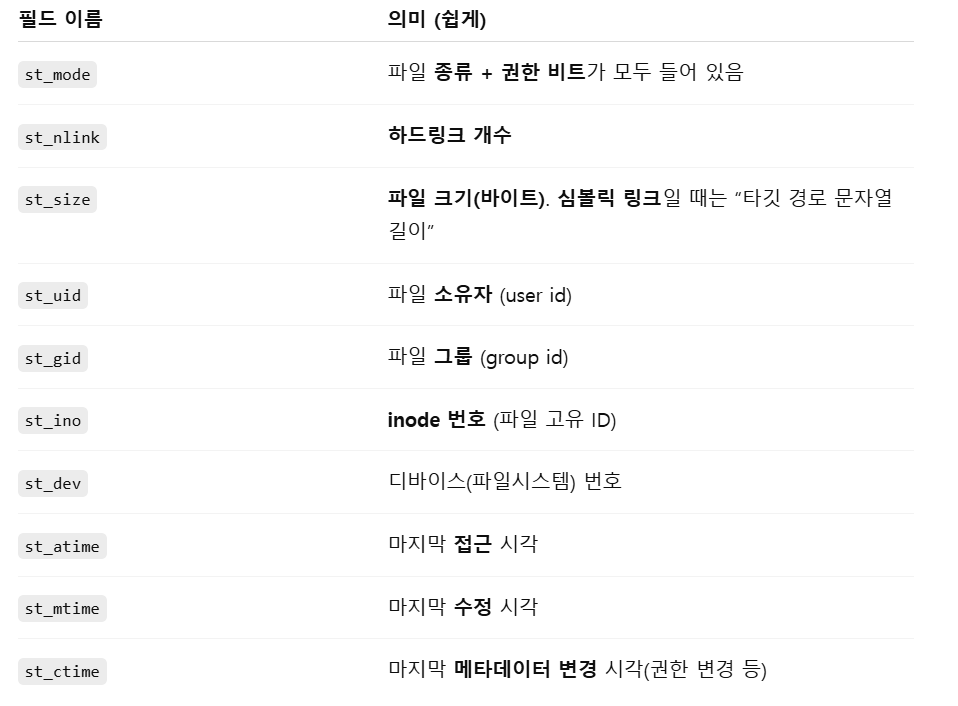 필드 이름 의미 (쉽게)
st_mode 파일 종류 + 권한 비트가 모두 들어 있음
st_nlink 하드링크 개수
st_size 파일 크기(바이트). 심볼릭 링크일 때는 “타깃 경로 문자열
길이”
st_uid 파일 소유자 (user id)
st_gid 파일 그룹 (group id)
st_ino inode 번호 (파일 고유 ID)
st_dev 디바이스(파일시스템) 번호
st_atime 마지막 접근 시각
st_mtime 마지막 수정 시각
st_ctime 마지막 메타데이터 변경 시각(권한 변경 등)